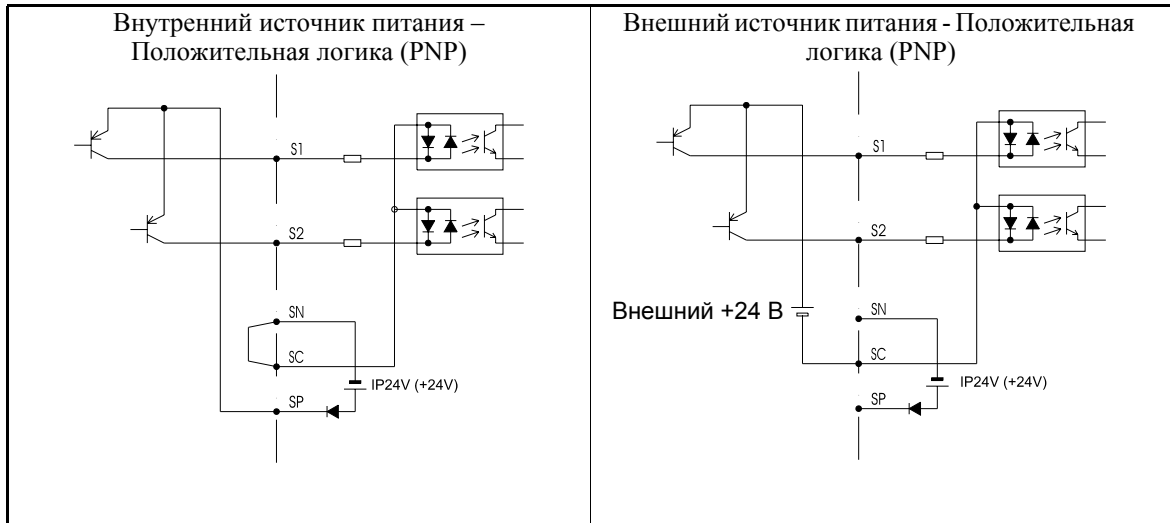 Внутренний источник питания –
Положительная логика (PNP)
S1
S2
SN
SC
IP24V (+24V)
SP
Внешний источник питания - Положительная
логика (PNP)
S1
S2
Внешний +24 В
SN
SC
IP24V (+24V)
SP